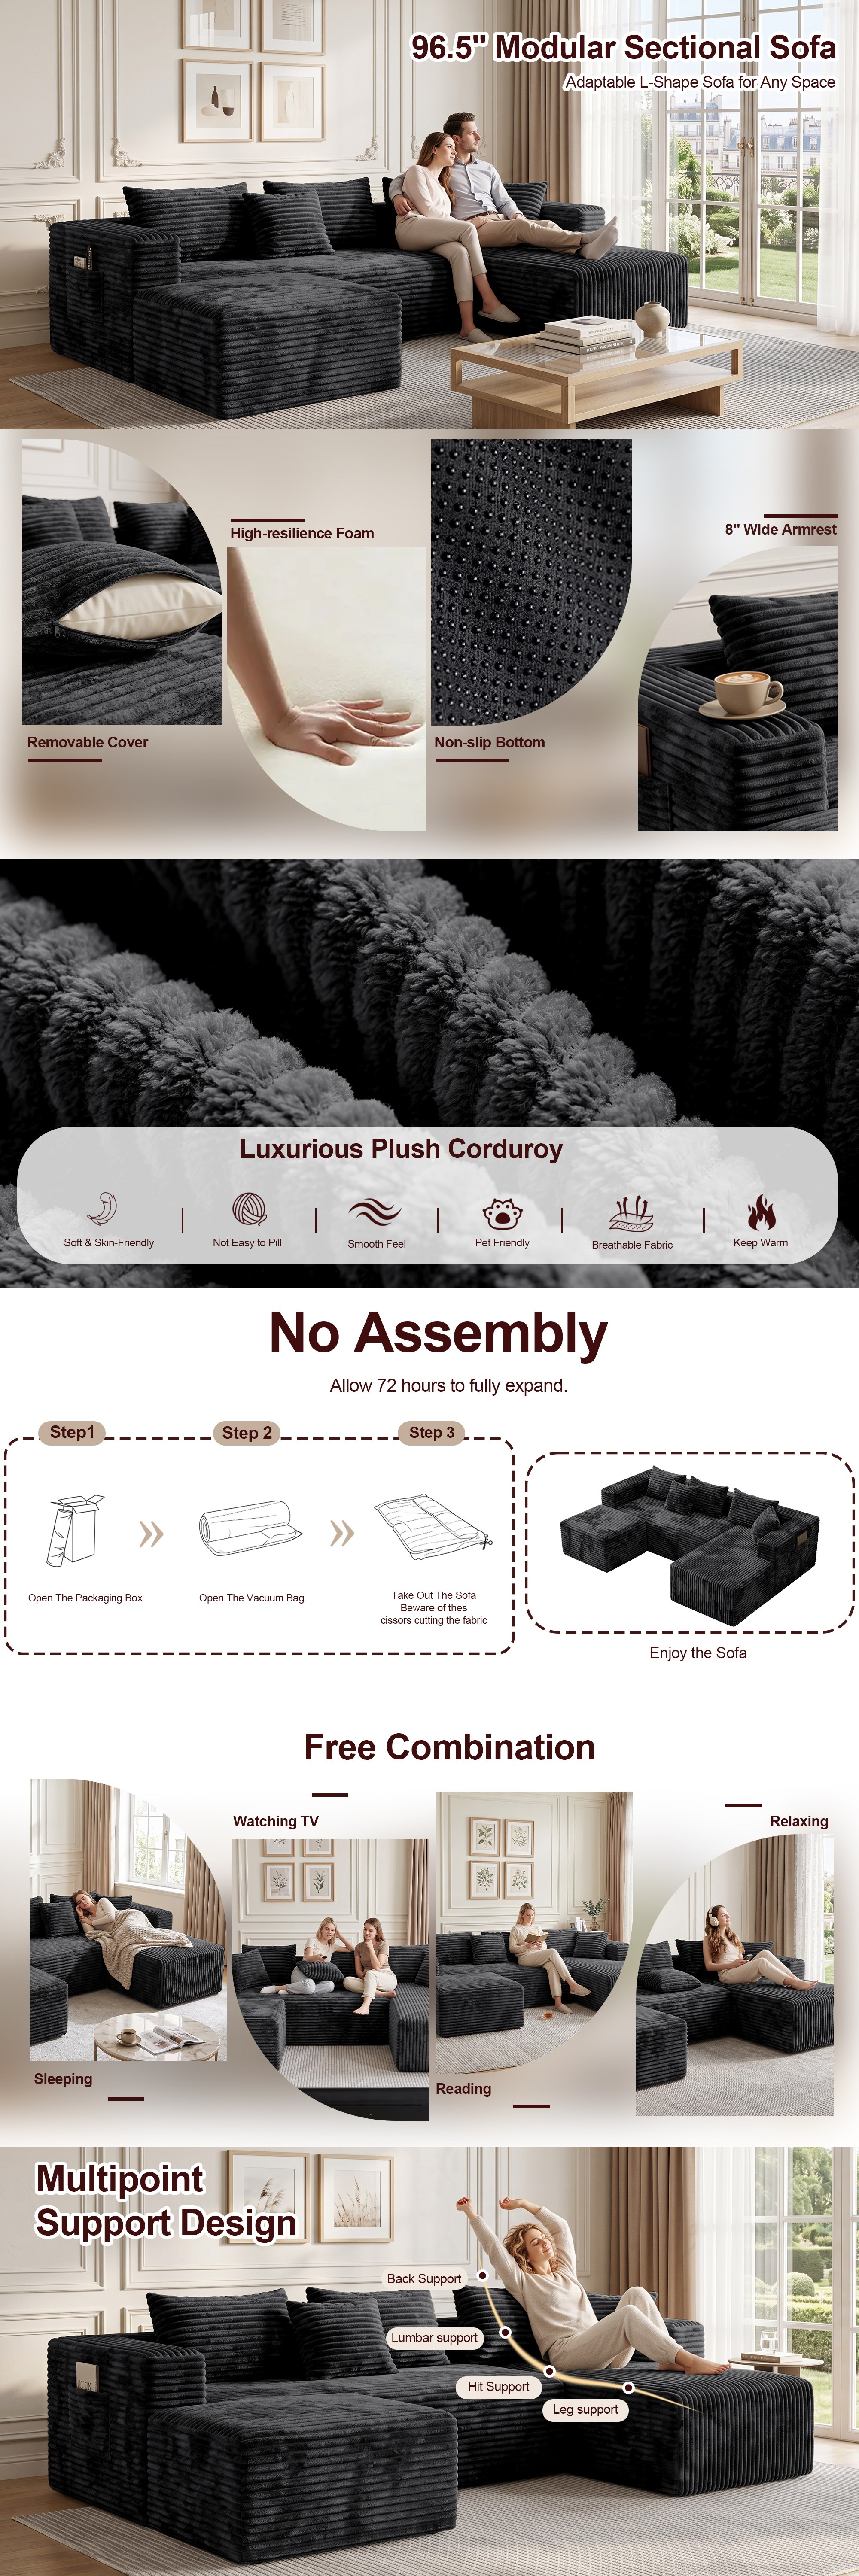 96.5" Modular Sectional Sofa
Adaptable L-Shape Sofa for Any Space
High-resilience Foam
8" Wide Armrest
Removable Cover
Non-slip Bottom
Luxurious Plush Corduroy
Soft & Skin-Friendly
Not Easy to Pill
Smooth Feel
Pet Friendly
Breathable Fabric
Keep Warm
No Assembly
Allow 72 hours to fully expand.
Step1
Step 2
Step 3
Open The Packaging Box
Open The Vacuum Bag
Take Out The Sofa
Beware of thes
cissors cutting the fabric
Enjoy the Sofa
Free Combination
Watching TV
Relaxing
Sleeping
Reading
Multipoint
Support Design
Back Support
Lumbar support
Hit Support
Leg support